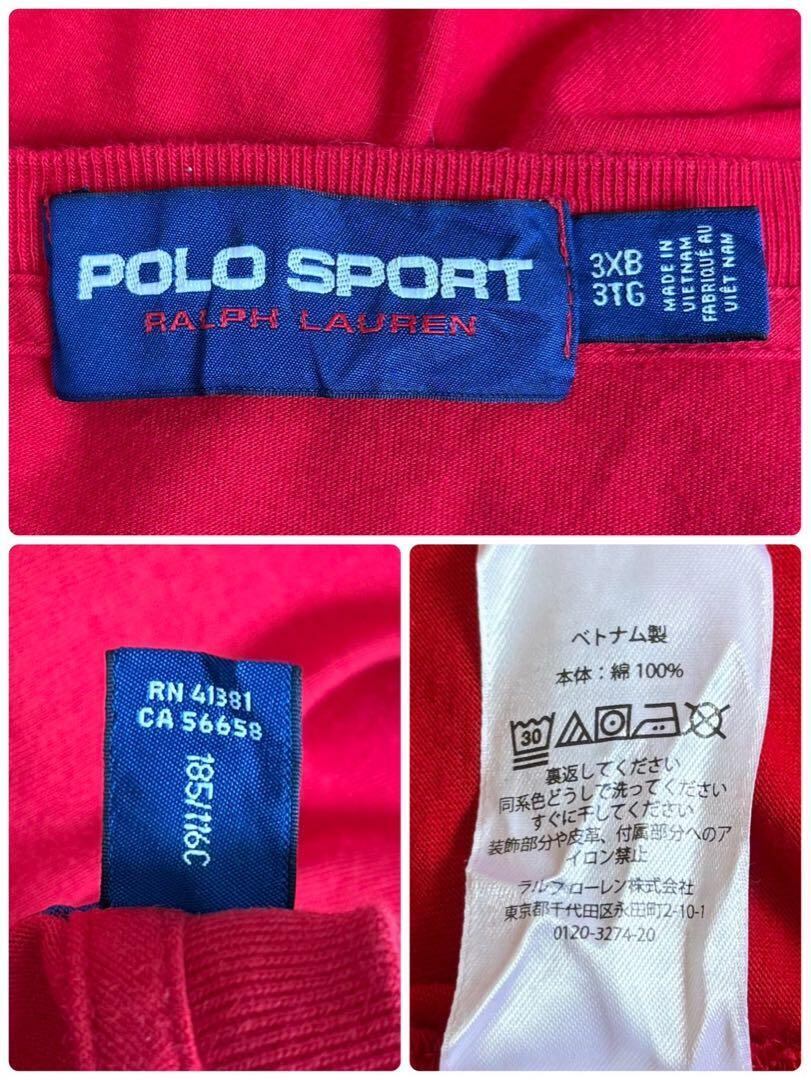 POLO SPORT
RALPH LAUREN
3XB
3TG
MADE IN
VIETNAM
FABRIQUÉ AU
VIÊT NAM
RN 41381
CA 56658
185/116C
ベトナム製
本体:綿100%
30
裏返してください
同系色どうしで洗ってください
すぐに干してください
装飾部分や皮革、付属部分へのア
イロン禁止
ラルフ ローレン株式会社
東京都千代田区永田町2-10-1
0120-3274-20